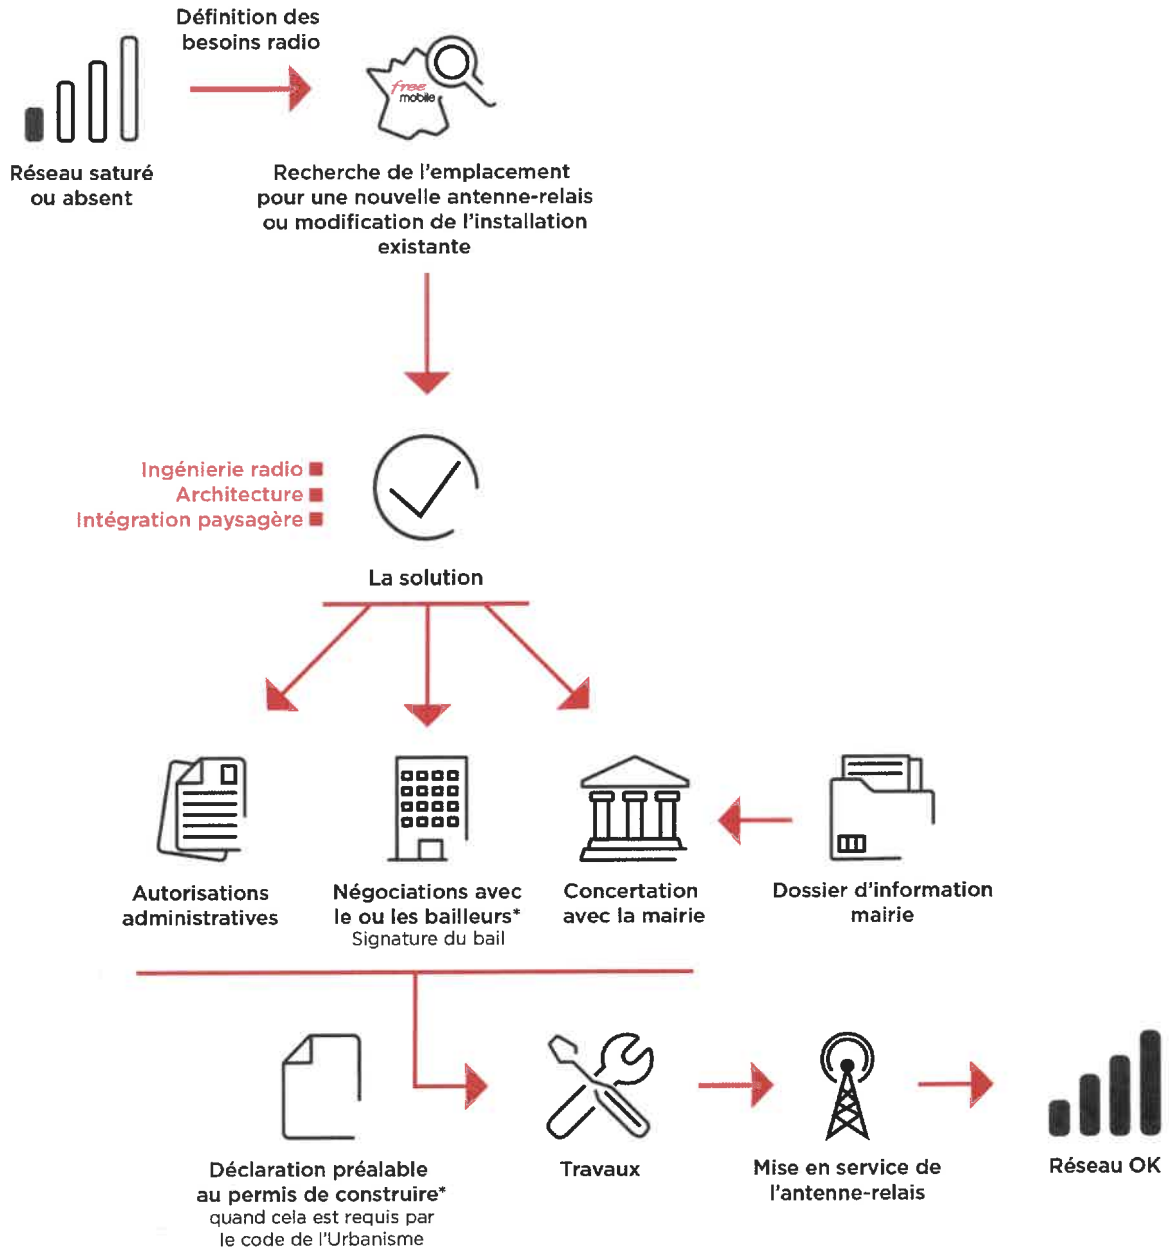 Définition des
besoins radio
free
mobile
Réseau saturé
ou absent
Recherche de l'emplacement
pour une nouvelle antenne-relais
ou modification de l'installation
existante
Ingénierie radio
Architecture
Intégration paysagère
La solution
Autorisations
administratives
Négociations avec
le ou les bailleurs*
Signature du bail
Concertation
avec la mairie
Dossier d'information
mairie
Déclaration préalable
au permis de construire*
quand cela est requis par
le code de l'Urbanisme
Travaux
Mise en service de
l'antenne-relais
Réseau OK